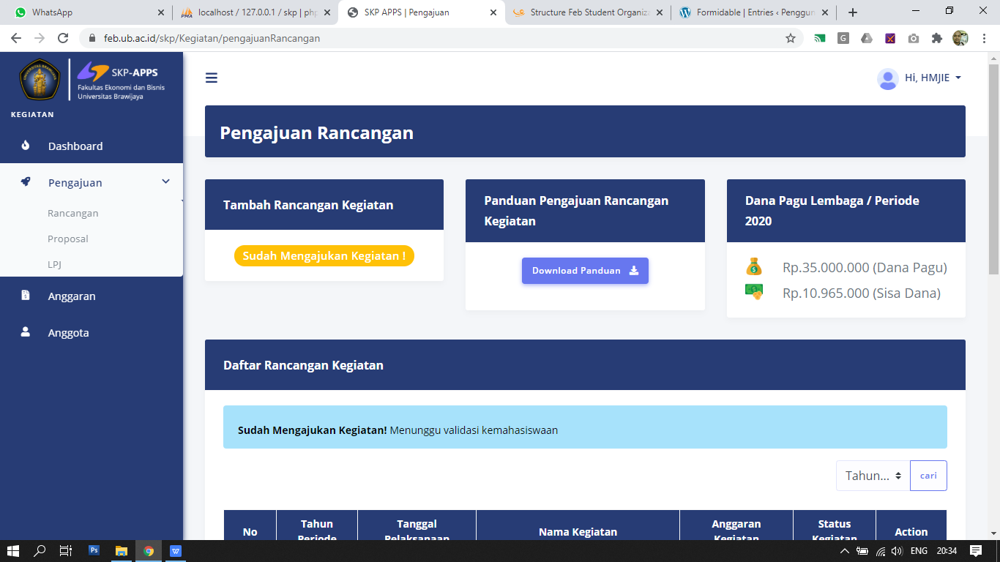 WhatsApp
localhost / 127.0.0.1 / skp | php
SKP APPS | Pengajuan
Structure Feb Student Organiza
Formidable | Entries ‹ Penggun
feb.ub.ac.id/skp/Kegiatan/pengajuanRancangan
SKP-APPS
Fakultas Ekonomi dan Bisnis
Universitas Brawijaya
KEGIATAN
Dashboard
Pengajuan
Rancangan
Proposal
LPJ
Anggaran
Anggota
Hi, HMJIE
Pengajuan Rancangan
Tambah Rancangan Kegiatan
Sudah Mengajukan Kegiatan !
Panduan Pengajuan Rancangan
Kegiatan
Download Panduan
Dana Pagu Lembaga / Periode
2020
Rp.35.000.000 (Dana Pagu)
Rp.10.965.000 (Sisa Dana)
Daftar Rancangan Kegiatan
Sudah Mengajukan Kegiatan! Menunggu validasi kemahasiswaan
Tahun... cari
No
Tahun
Periode
Tanggal
Pelaksanaan
Nama Kegiatan
Anggaran
Kegiatan
Status
Kegiatan
Action
ENG 20:34